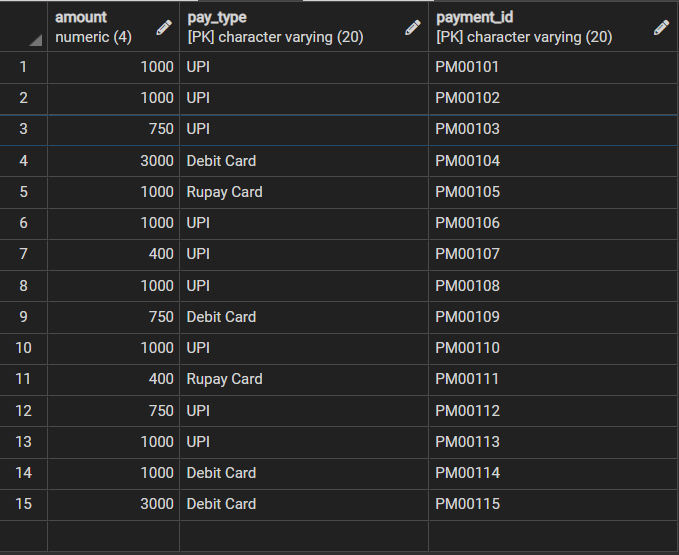 amount pay_type payment_id
numeric (4) [PK] character varying (20) [PK] character varying (20)
1 1000 UPI PM00101
2 1000 UPI PM00102
3 750 UPI PM00103
4 3000 Debit Card PM00104
5 1000 Rupay Card PM00105
6 1000 UPI PM00106
7 400 UPI PM00107
8 1000 UPI PM00108
9 750 Debit Card PM00109
10 1000 UPI PM00110
11 400 Rupay Card PM00111
12 750 UPI PM00112
13 1000 UPI PM00113
14 1000 Debit Card PM00114
15 3000 Debit Card PM00115